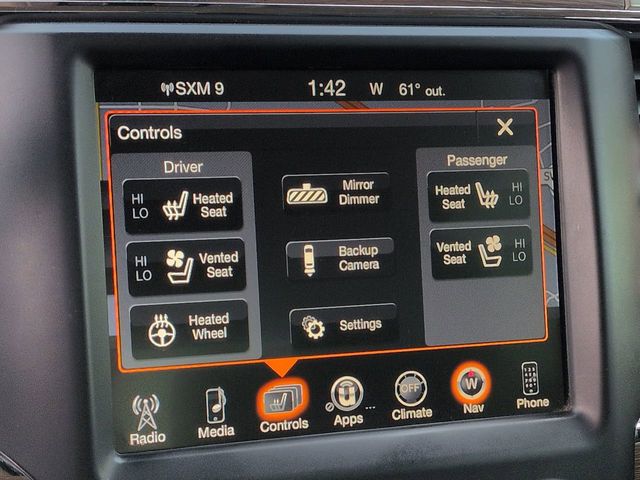 SXM 9 1:42 W 61° out.
Controls X
Driver
HI
LO
Heated
Seat
HI
LO
Vented
Seat
Heated
Wheel
Mirror
Dimmer
Backup
Camera
Settings
Passenger
Heated
Seat
HI
LO
Vented
Seat
HI
LO
Radio
Media
Controls
Apps ...
OFF
Climate
W
Nav
Phone